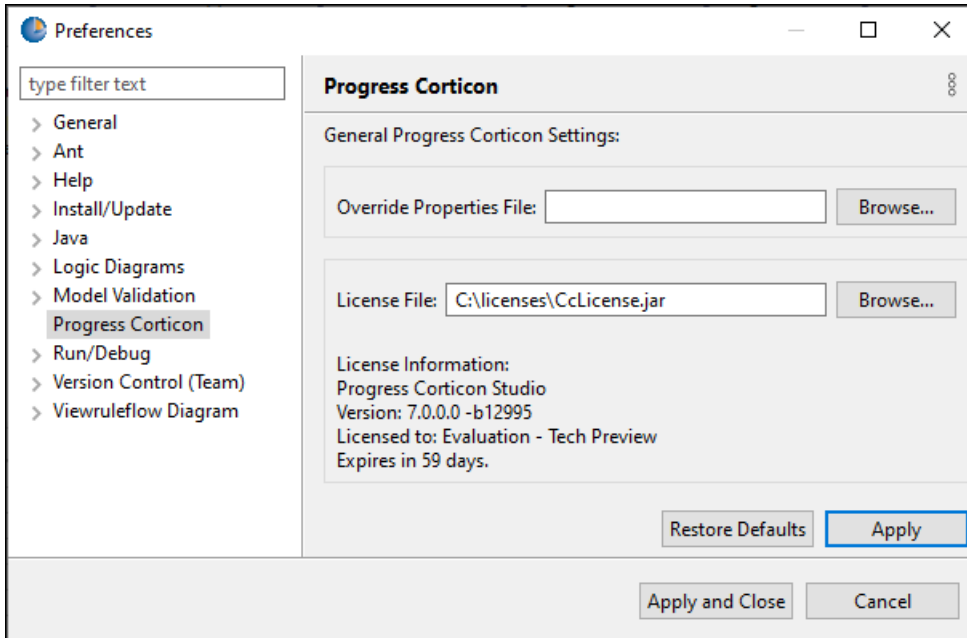 Preferences
type filter text
General
Ant
Help
Install/Update
Java
Logic Diagrams
Model Validation
Progress Corticon
Run/Debug
Version Control (Team)
Viewruleflow Diagram
Progress Corticon
General Progress Corticon Settings:
Override Properties File:
Browse...
License File: C:\licenses\CcLicense.jar
Browse...
License Information:
Progress Corticon Studio
Version: 7.0.0.0 -b12995
Licensed to: Evaluation - Tech Preview
Expires in 59 days.
Restore Defaults
Apply
Apply and Close
Cancel